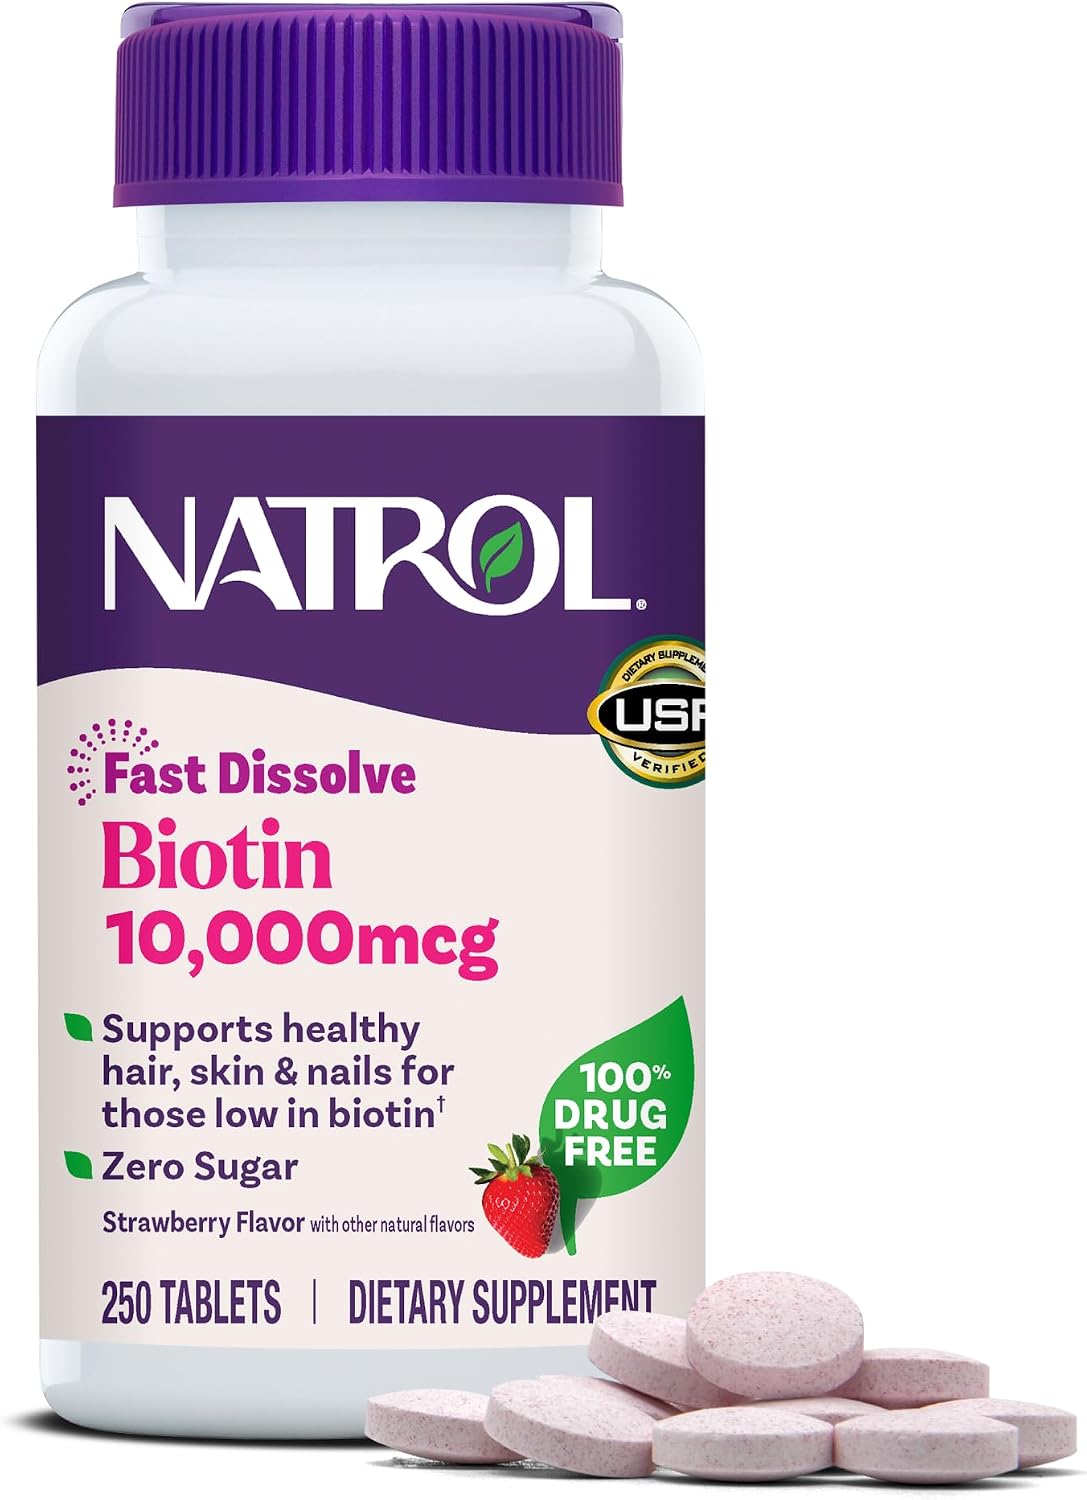 NATROL®
DIETARY SUPPLEME
USP
VERIFIED
Fast Dissolve
Biotin
10,000mcg
Supports healthy
hair, skin & nails for
those low in biotin†
Zero Sugar
Strawberry Flavor with other natural flavors
100%
DRUG
FREE
250 TABLETS | DIETARY SUPPLEMENT